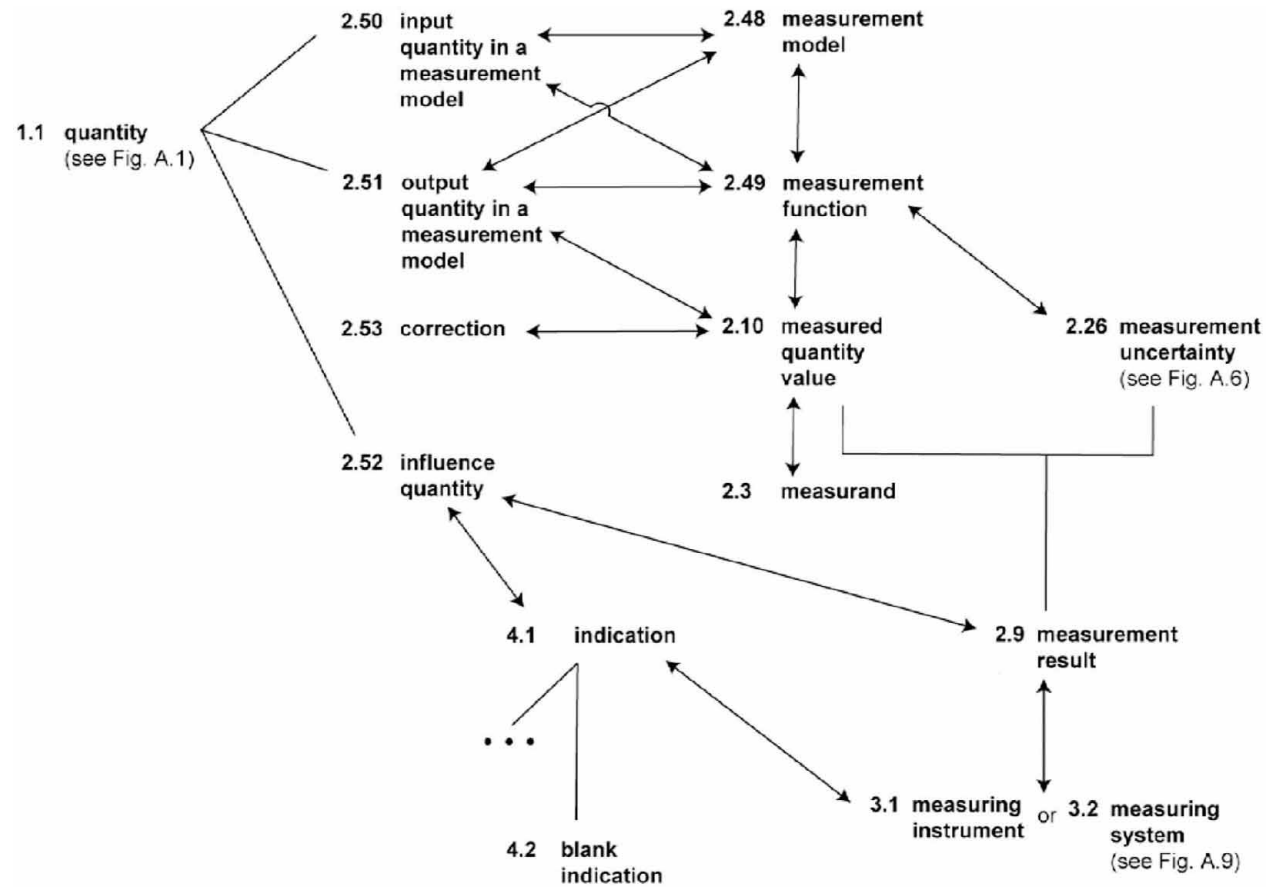 2.50 input
quantity in a
measurement
model
2.48 measurement
model
1.1 quantity
(see Fig. A.1)
2.51 output
quantity in a
measurement
model
2.49 measurement
function
2.53 correction
2.10 measured
quantity
value
2.26 measurement
uncertainty
(see Fig. A.6)
2.52 influence
quantity
2.3 measurand
4.1 indication
2.9 measurement
result
• • •
3.1 measuring
instrument
or
3.2 measuring
system
(see Fig. A.9)
4.2 blank
indication